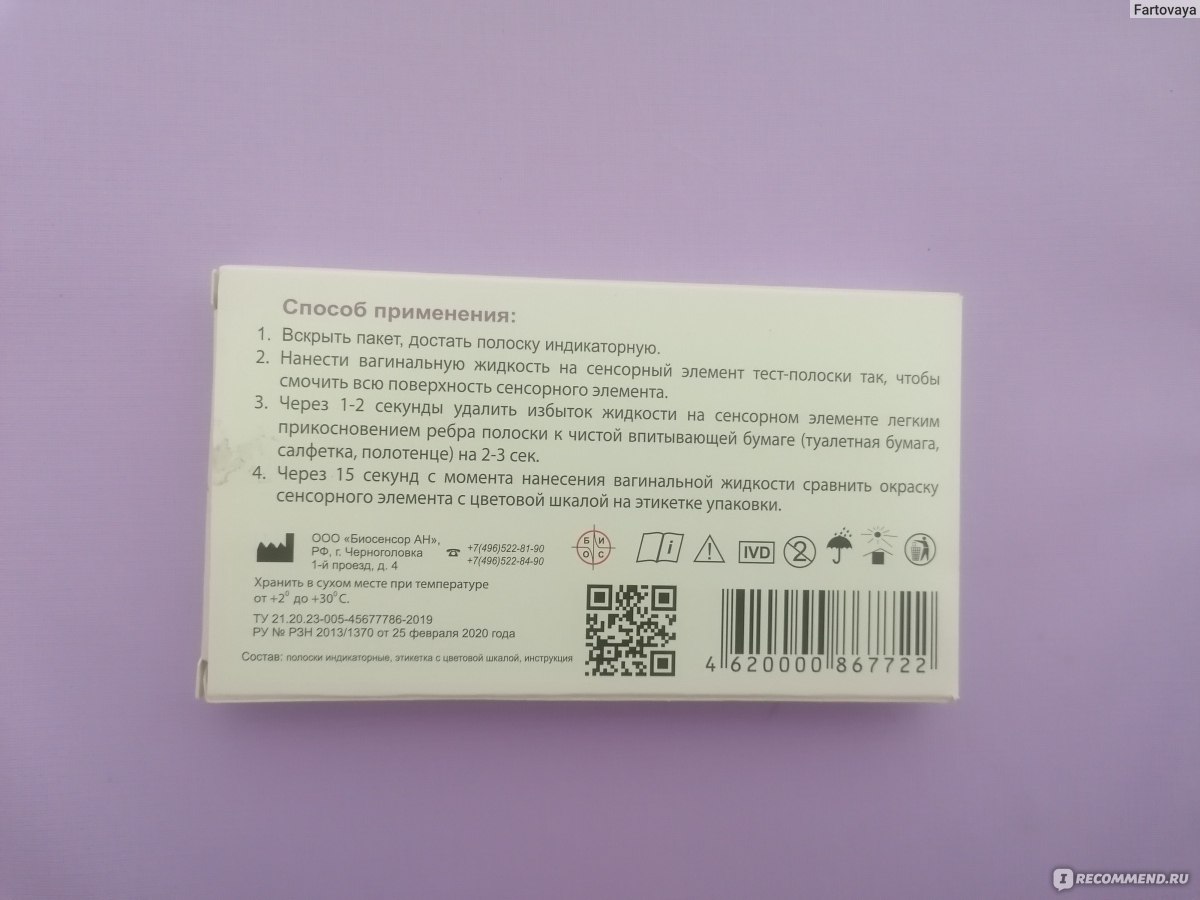 Fartovaya
Способ применения:
1. Вскрыть пакет, достать полоску индикаторную.
2. Нанести вагинальную жидкость на сенсорный элемент тест-полоски так, чтобы
смочить всю поверхность сенсорного элемента.
3. Через 1-2 секунды удалить избыток жидкости на сенсорном элементе легким
прикосновением ребра полоски к чистой впитывающей бумаге (туалетная бумага,
салфетка, полотенце) на 2-3 сек.
4. Через 15 секунд с момента нанесения вагинальной жидкости сравнить окраску
сенсорного элемента с цветовой шкалой на этикетке упаковки.
ООО «Биосенсор АН»,
РФ, г. Черноголовка
1-й проезд, д. 4
+7(496)522-81-90
+7(496)522-84-90
БИ
ОС
i
IVD
2
Хранить в сухом месте при температуре
от +2⁰ до +30⁰ С.
ТУ 21.20.23-005-45677786-2019
РУ № РЗН 2013/1370 от 25 февраля 2020 года
Состав: полоски индикаторные, этикетка с цветовой шкалой, инструкция
4 620000 867722
IRECOMMEND.RU